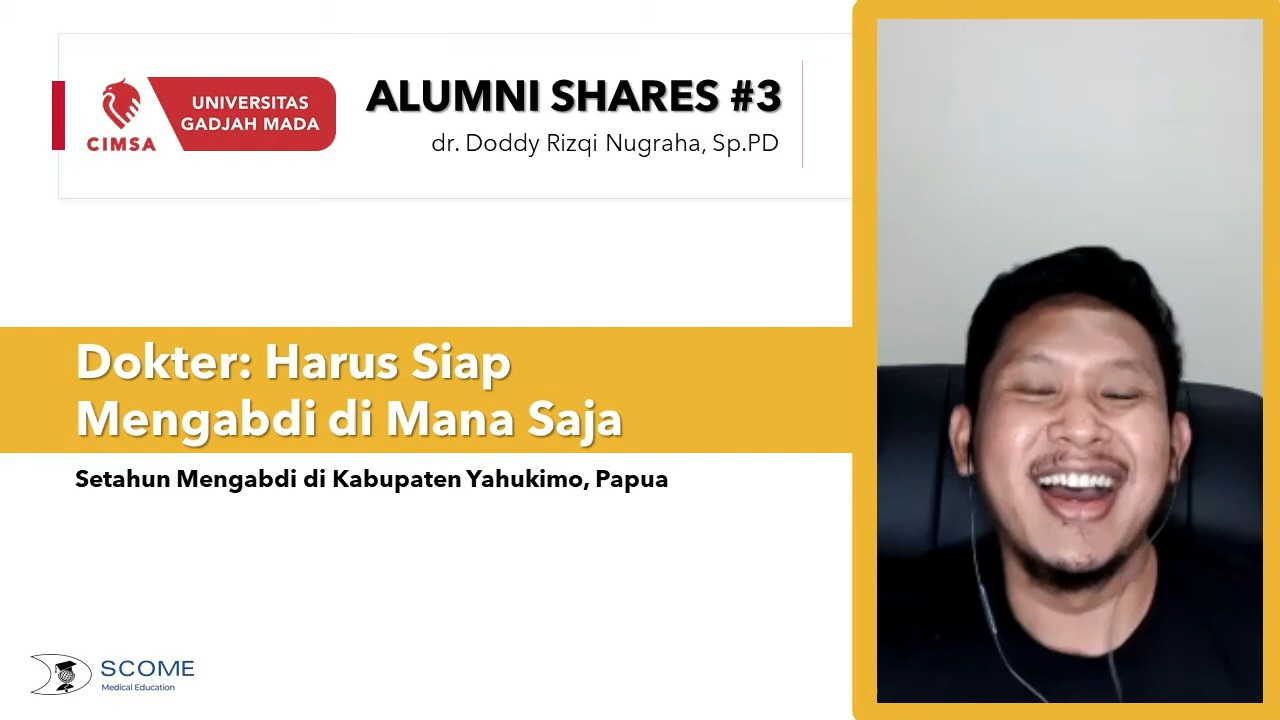 CIMSA
UNIVERSITAS
GADJAH MADA
ALUMNI SHARES #3
dr. Doddy Rizqi Nugraha, Sp.PD
Dokter: Harus Siap
Mengabdi di Mana Saja
Setahun Mengabdi di Kabupaten Yahukimo, Papua
SCOME
Medical Education